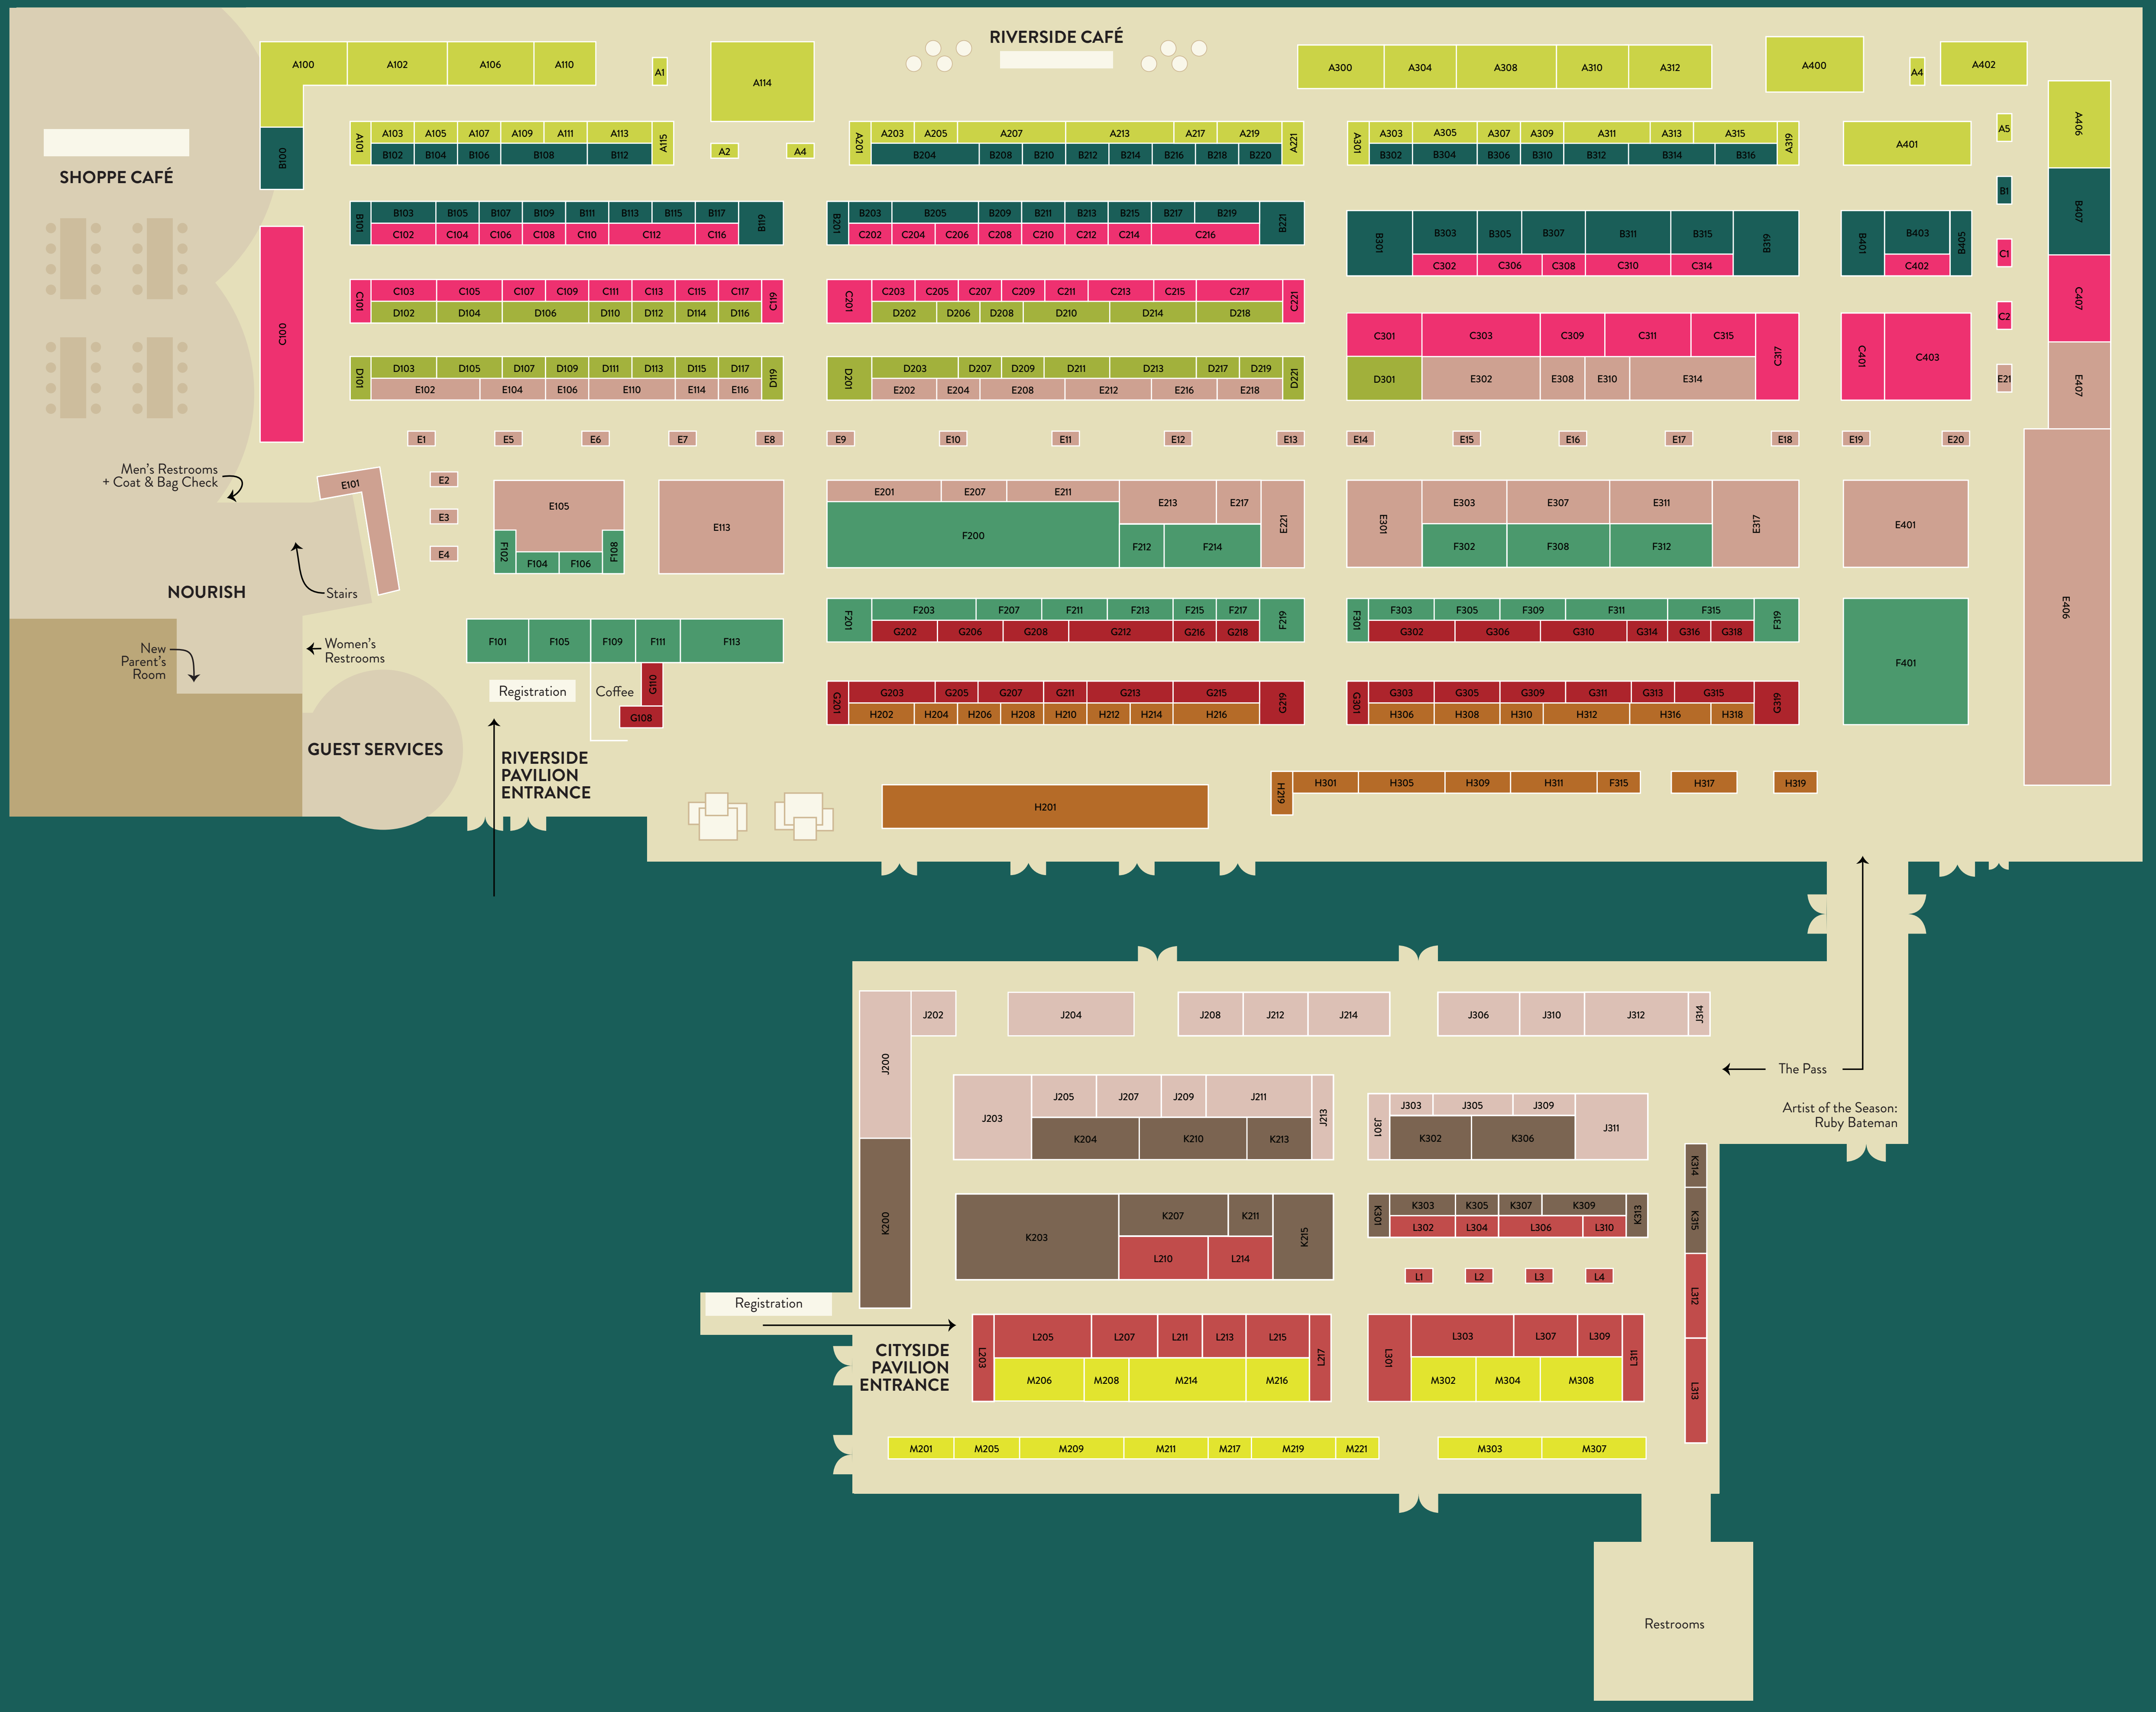 RIVERSIDE CAFÉ
A100 A102 A106 A110 A1 A114 A300 A304 A308 A310 A312 A400 A4 A402
A101 A103 A105 A107 A109 A111 A113 A115 A2 A4 A201 A203 A205 A207 A213 A217 A219 A221 A301 A303 A305 A307 A309 A311 A313 A315 A319 A401 A5 A406
B100 B102 B104 B106 B108 B112 B204 B208 B210 B212 B214 B216 B218 B220 B302 B304 B306 B310 B312 B314 B316
SHOPPE CAFÉ
B1 B407
B101 B103 B105 B107 B109 B111 B113 B115 B117 B119 B201 B203 B205 B209 B211 B213 B215 B217 B219 B221 B301 B303 B305 B307 B311 B315 B319 B401 B403 B405
C102 C104 C106 C108 C110 C112 C116 C202 C204 C206 C208 C210 C212 C214 C216 C302 C306 C308 C310 C314 C402 C1
C100 C101 C103 C105 C107 C109 C111 C113 C115 C117 C119 C201 C203 C205 C207 C209 C211 C213 C215 C217 C221 C407
D102 D104 D106 D110 D112 D114 D116 D202 D206 D208 D210 D214 D218 C2
C301 C303 C309 C311 C315 C317 C401 C403
D101 D103 D105 D107 D109 D111 D113 D115 D117 D119 D201 D203 D207 D209 D211 D213 D217 D219 D221 D301 E302 E308 E310 E314 E21 E407
E102 E104 E106 E110 E114 E116 E202 E204 E208 E212 E216 E218
E1 E5 E6 E7 E8 E9 E10 E11 E12 E13 E14 E15 E16 E17 E18 E19 E20
Men's Restrooms
+ Coat & Bag Check
E101 E2 E3 E4 E105 E113 E201 E207 E211 E213 E217 E221 E301 E303 E307 E311 E317 E401 E406
F102 F104 F106 F108 F200 F212 F214 F302 F308 F312
NOURISH
Stairs
New
Parent's
Room
Women's
Restrooms
F101 F105 F109 F111 F113 F201 F203 F207 F211 F213 F215 F217 F219 F301 F303 F305 F309 F311 F315 F319 F401
G202 G206 G208 G212 G216 G218 G302 G306 G310 G314 G316 G318
Registration
Coffee
G110
G108
G201 G203 G205 G207 G211 G213 G215 G219 G301 G303 G305 G309 G311 G313 G315 G319
H202 H204 H206 H208 H210 H212 H214 H216 H306 H308 H310 H312 H316 H318
GUEST SERVICES
RIVERSIDE
PAVILION
ENTRANCE
H201 H219 H301 H305 H309 H311 F315 H317 H319
J200 J202 J204 J208 J212 J214 J306 J310 J312 J314
The Pass
Artist of the Season:
Ruby Bateman
J203 J205 J207 J209 J211 J213 J301 J303 J305 J309 J311
K204 K210 K213 K302 K306
K314
K200 K203 K207 K211 K215 K301 K303 K305 K307 K309 K313 K315
L210 L214 L302 L304 L306 L310
L1 L2 L3 L4 L312
Registration
CITYSIDE
PAVILION
ENTRANCE
L203 L205 L207 L211 L213 L215 L217 L301 L303 L307 L309 L311 L313
M206 M208 M214 M216 M302 M304 M308
M201 M205 M209 M211 M217 M219 M221 M303 M307
Restrooms